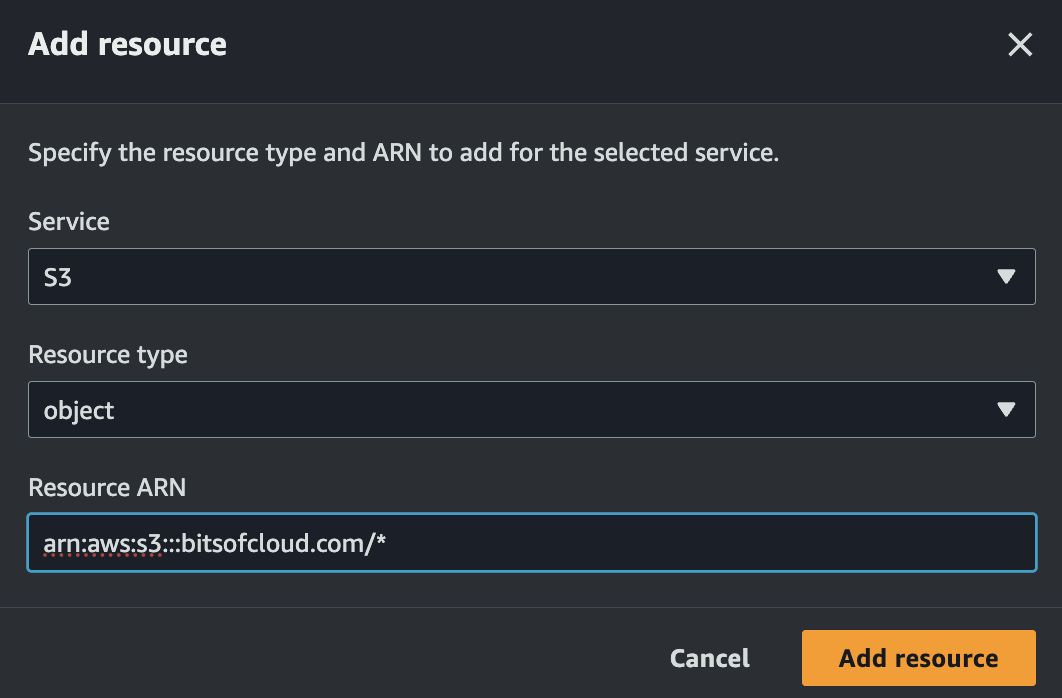 Add resource
Specify the resource type and ARN to add for the selected service.
Service
S3
Resource type
object
Resource ARN
arn:aws:s3:::bitsofcloud.com/*
Cancel
Add resource